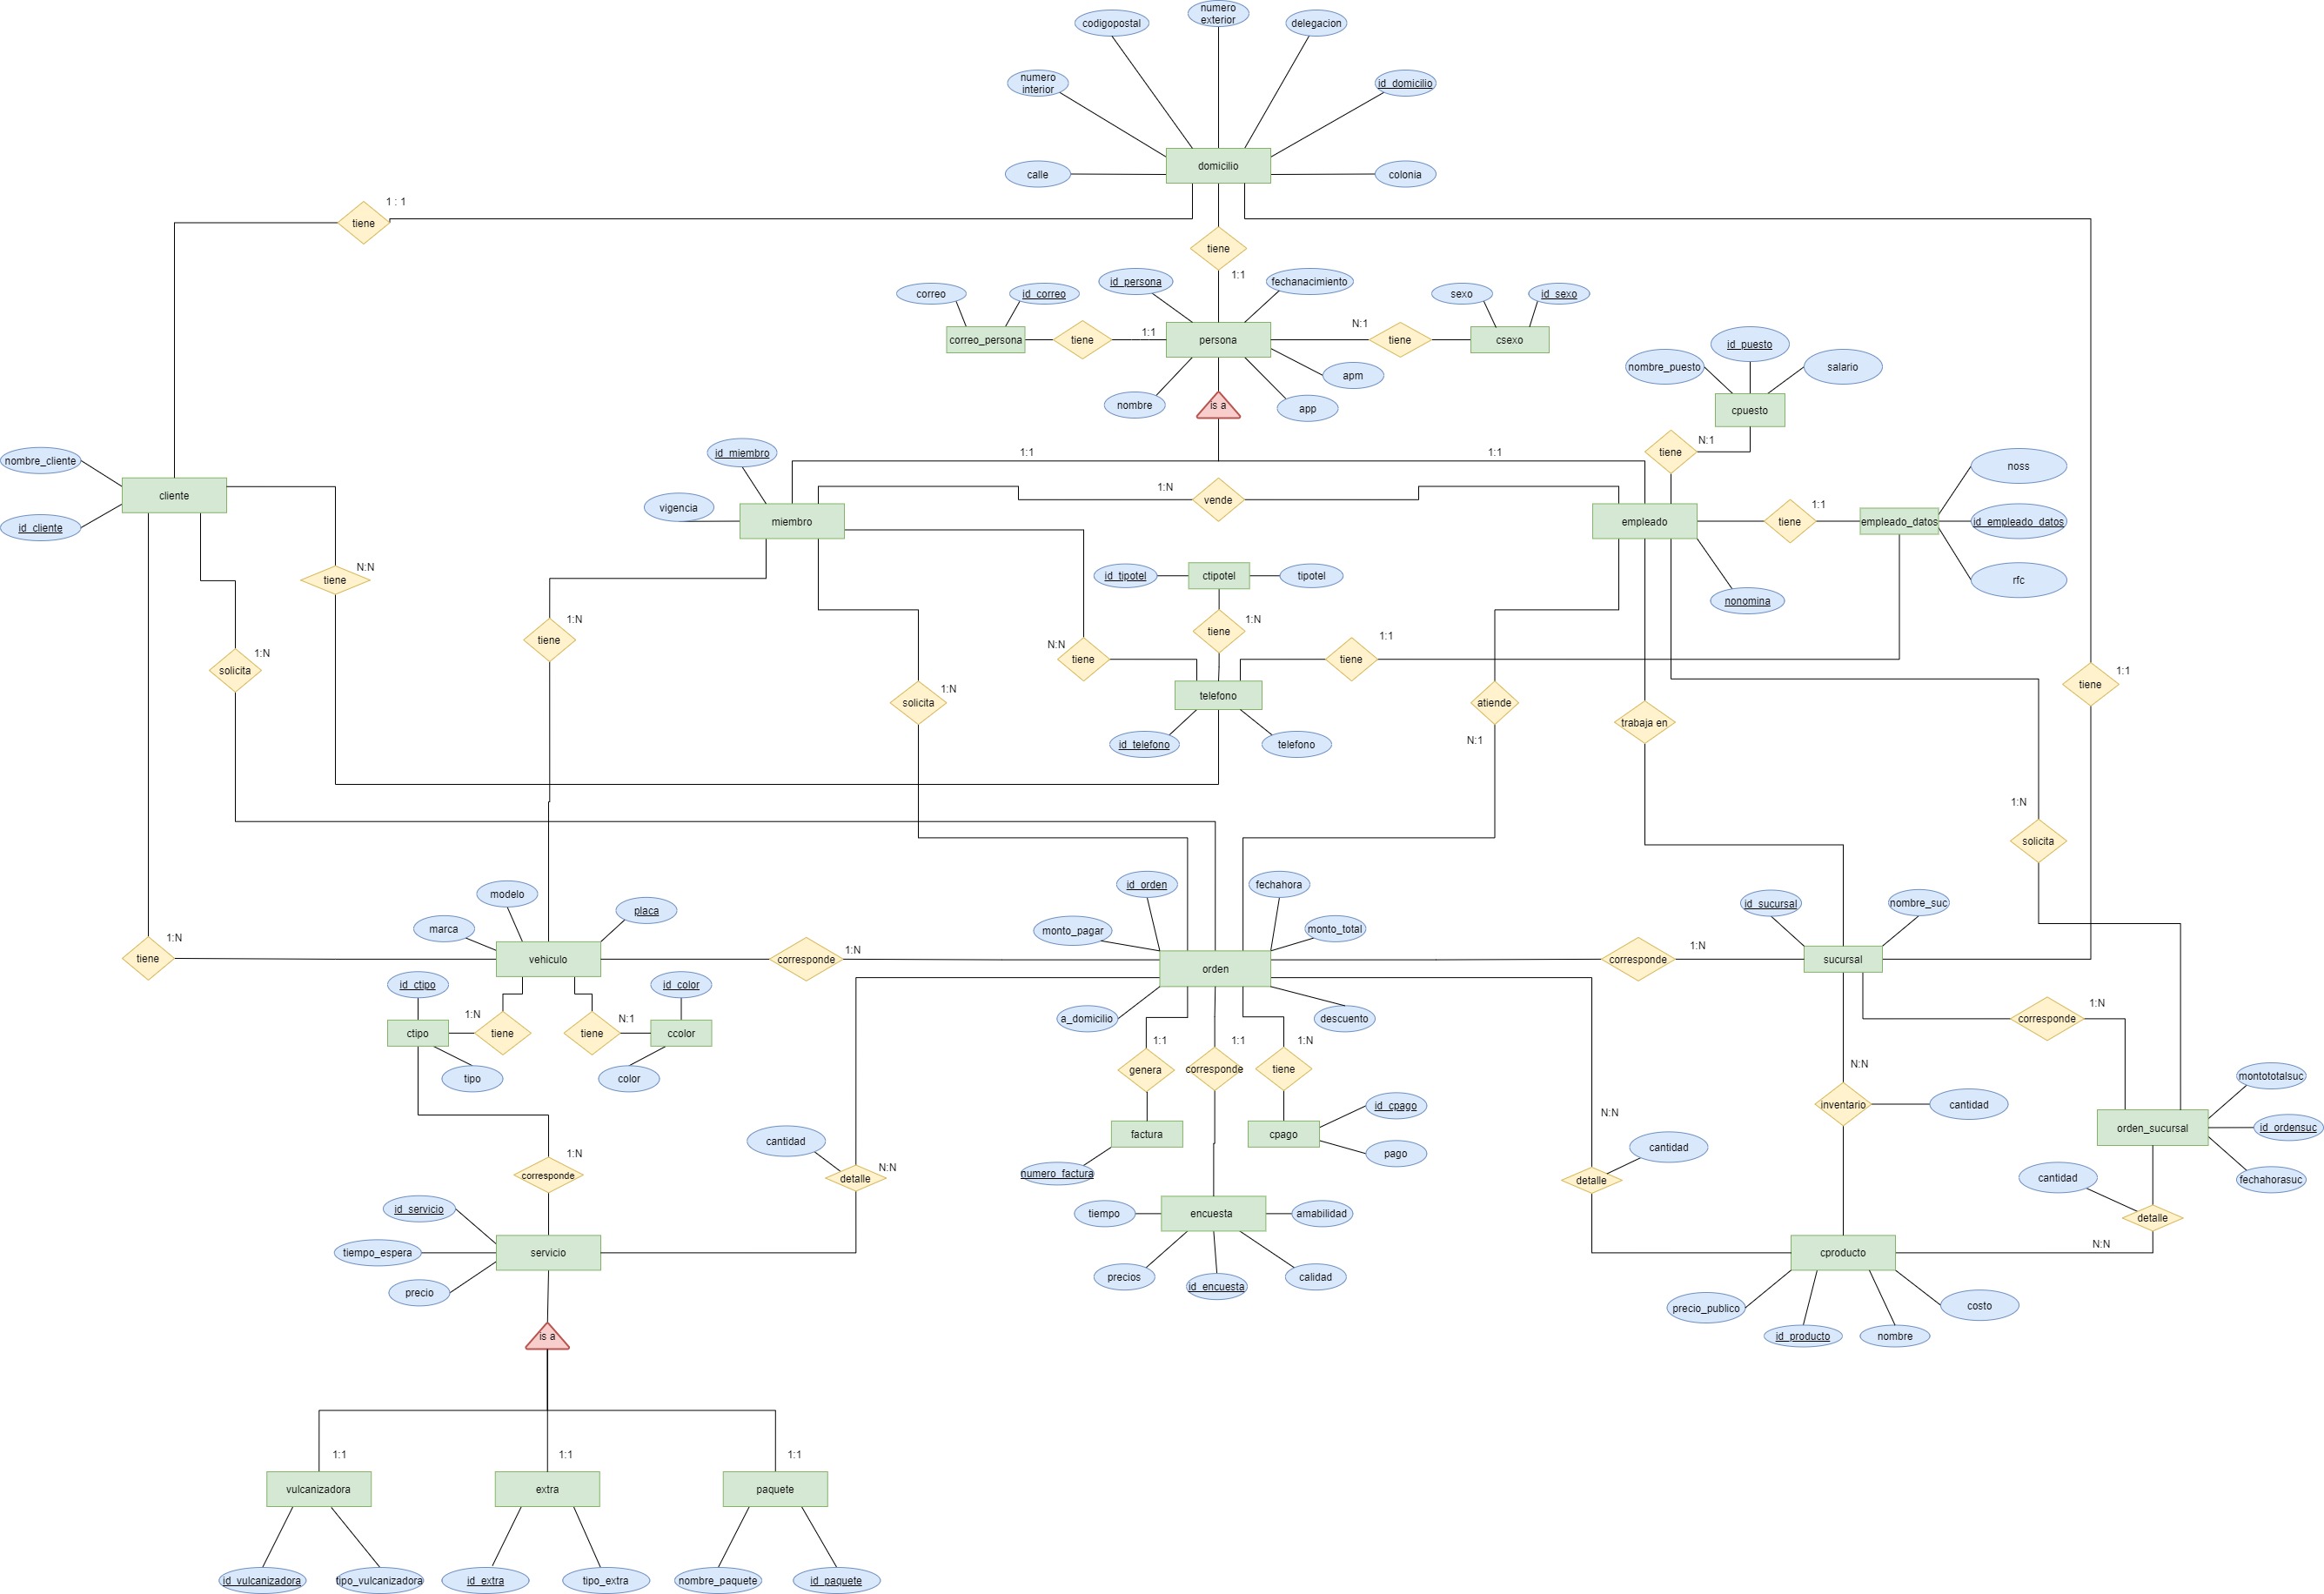 numero
exterior
codigopostal
delegacion
numero
interior
id_domicilio
domicilio
calle
colonia
1 : 1
tiene
tiene
1:1
id_persona
fechanacimiento
correo
id_correo
sexo
id_sexo
N:1
1:1
correo_persona
tiene
persona
tiene
csexo
id_puesto
nombre_puesto
salario
apm
nombre
is a
app
cpuesto
N:1
id_miembro
1:1
1:1
tiene
nombre_cliente
noss
1:N
cliente
vende
vigencia
1:1
miembro
empleado
tiene
empleado_datos
id_empleado_datos
id_cliente
N:N
tiene
id_tipotel
ctipotel
tipotel
rfc
nonomina
1:N
1:N
tiene
tiene
1:1
N:N
1:N
solicita
tiene
tiene
1:1
tiene
1:N
telefono
solicita
atiende
trabaja en
N:1
id_telefono
telefono
1:N
solicita
id_orden
fechahora
modelo
id_sucursal
nombre_suc
placa
marca
monto_pagar
monto_total
1:N
1:N
1:N
tiene
vehiculo
corresponde
orden
corresponde
sucursal
id_ctipo
id_color
1:N
1:N
N:1
a_domicilio
descuento
corresponde
ctipo
tiene
tiene
ccolor
1:1
1:1
1:N
genera
corresponde
tiene
N:N
tipo
color
montototalsuc
inventario
cantidad
id_cpago
N:N
orden_sucursal
id_ordensuc
factura
cpago
cantidad
cantidad
1:N
pago
N:N
corresponde
detalle
numero_factura
detalle
cantidad
fechahorasuc
id_servicio
tiempo
encuesta
amabilidad
detalle
N:N
tiempo_espera
servicio
cproducto
precios
id_encuesta
calidad
precio
precio_publico
costo
is a
id_producto
nombre
1:1
1:1
1:1
vulcanizadora
extra
paquete
id_vulcanizadora
tipo_vulcanizadora
id_extra
tipo_extra
nombre_paquete
id_paquete